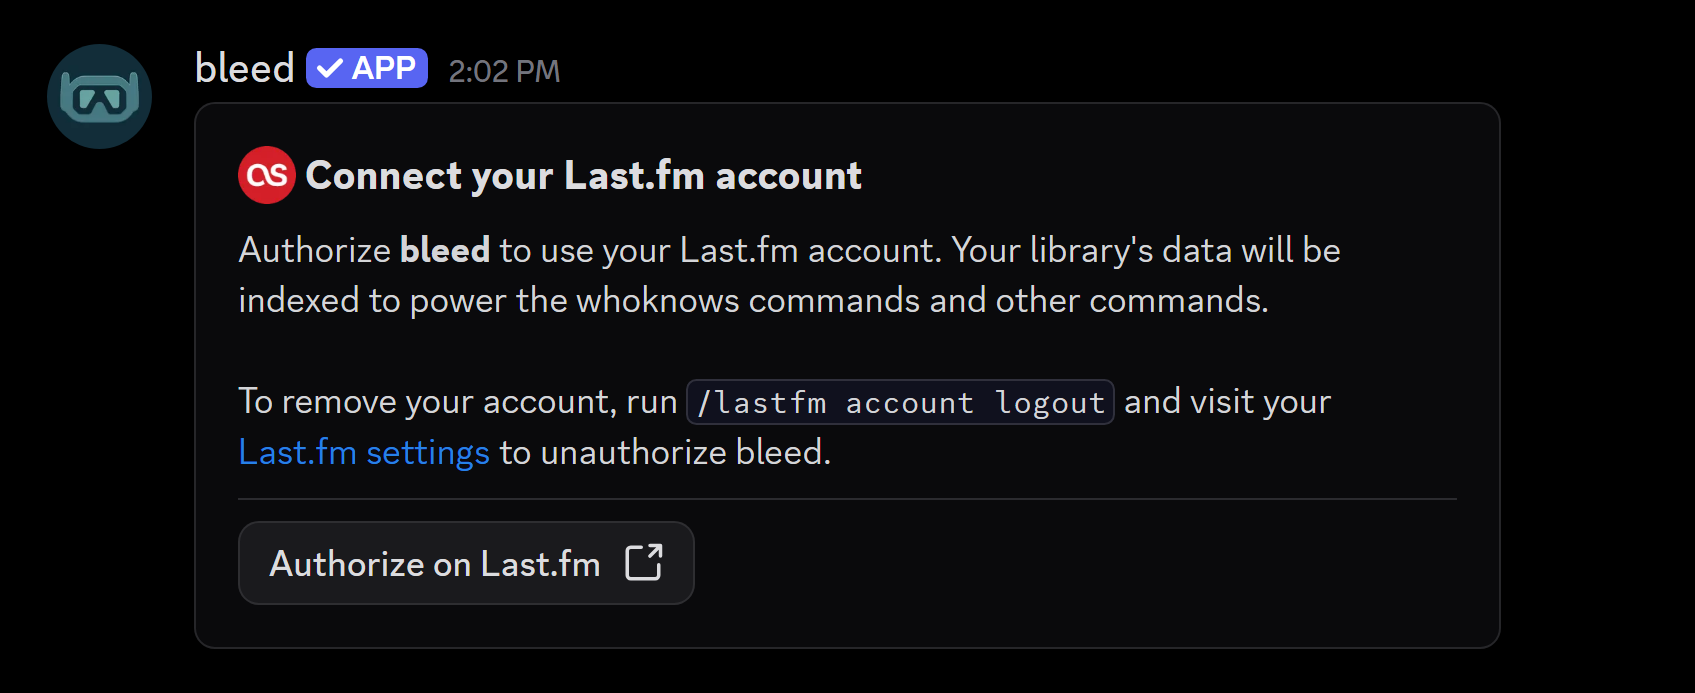 bleed APP 2:02 PM
Connect your Last.fm account
Authorize bleed to use your Last.fm account. Your library's data will be
indexed to power the whoknows commands and other commands.
To remove your account, run /lastfm account logout and visit your
Last.fm settings to unauthorize bleed.
Authorize on Last.fm